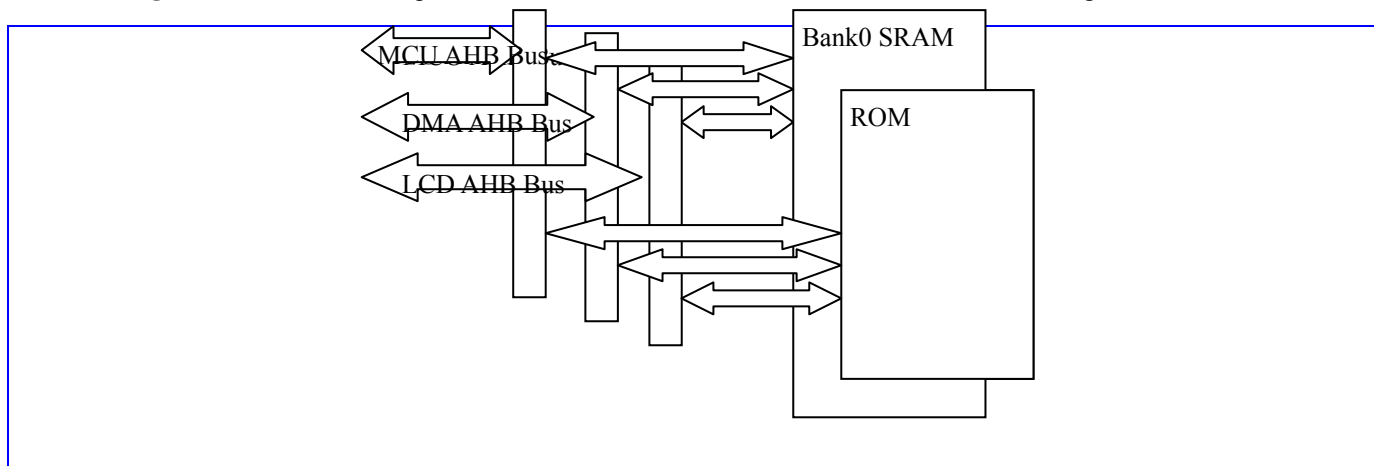 MCU AHB Bus
Bank0 SRAM
DMA AHB Bus
ROM
LCD AHB Bus